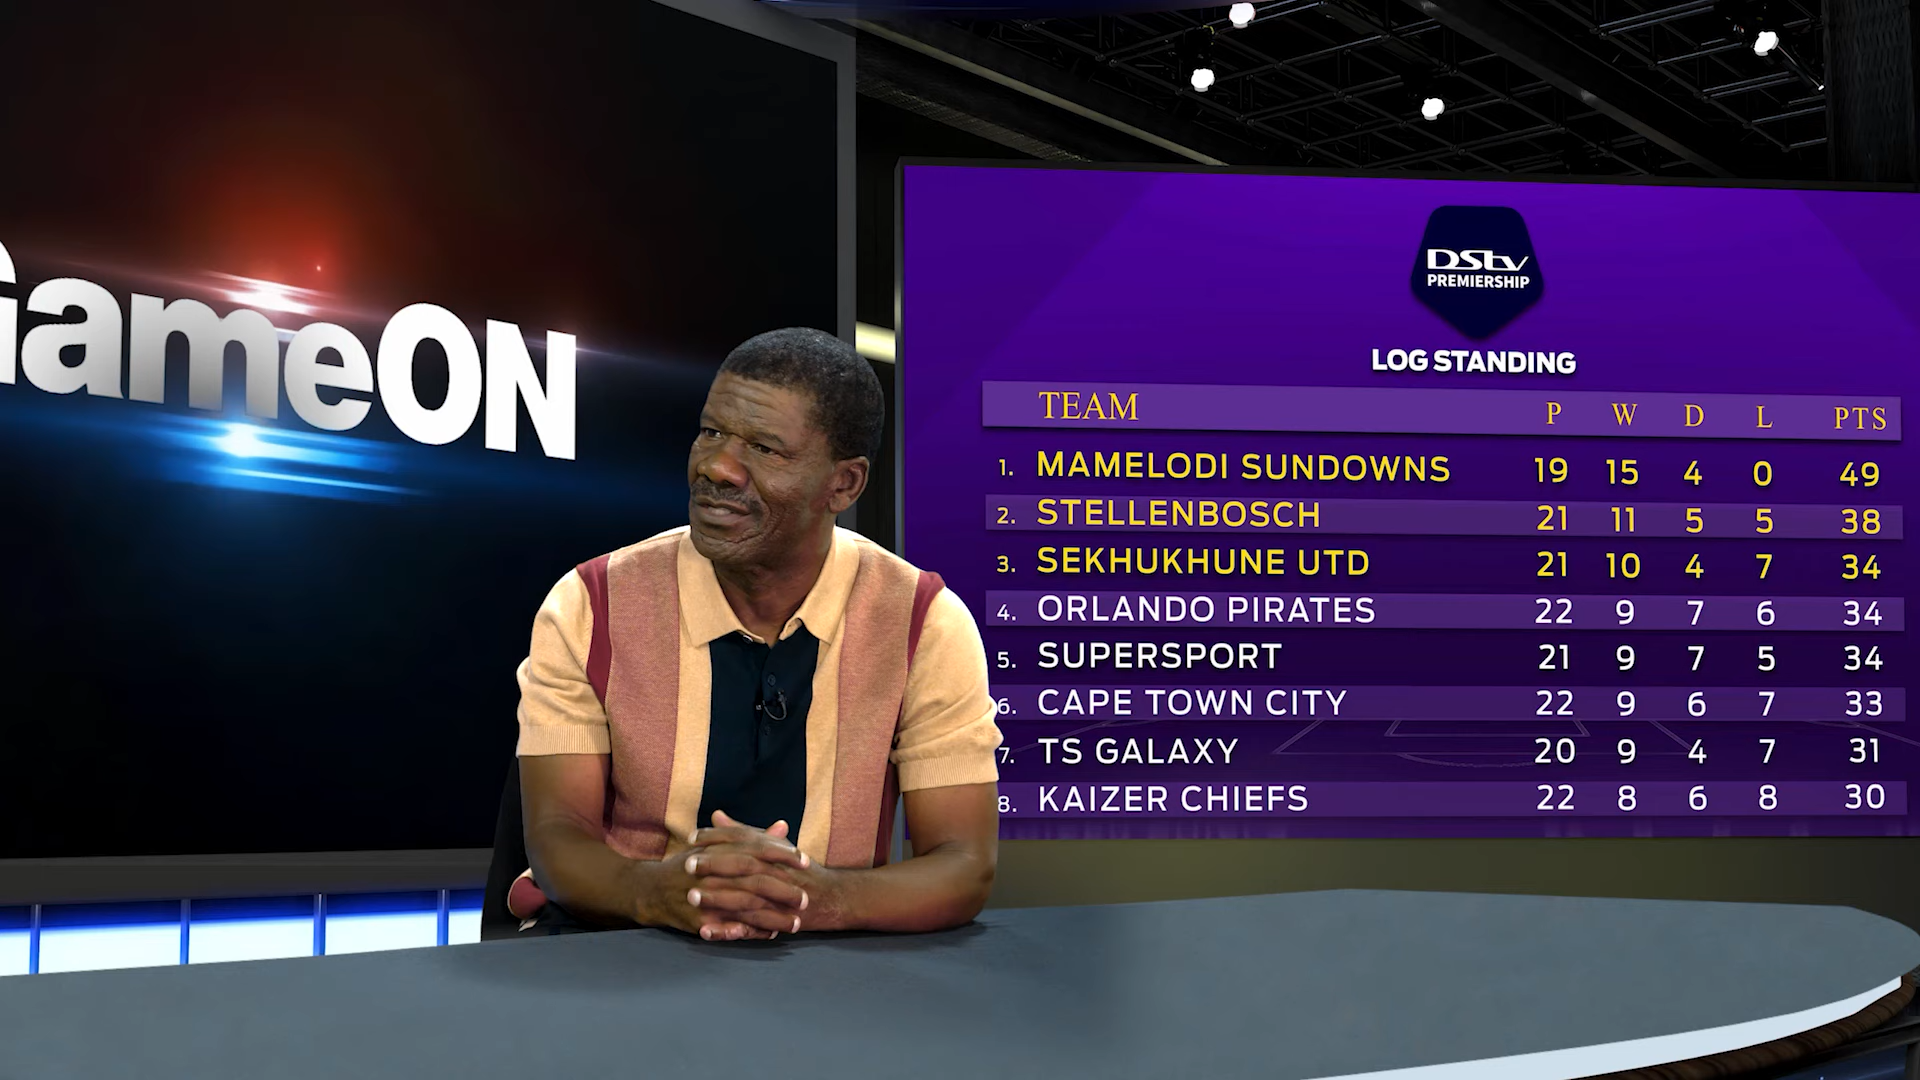 GameON
DStv
PREMIERSHIP
LOG STANDING
TEAM P W D L PTS
1. MAMELODI SUNDOWNS 19 15 4 0 49
2. STELLENBOSCH 21 11 5 5 38
3. SEKHUKHUNE UTD 21 10 4 7 34
4. ORLANDO PIRATES 22 9 7 6 34
5. SUPERSPORT 21 9 7 5 34
6. CAPE TOWN CITY 22 9 6 7 33
7. TS GALAXY 20 9 4 7 31
8. KAIZER CHIEFS 22 8 6 8 30